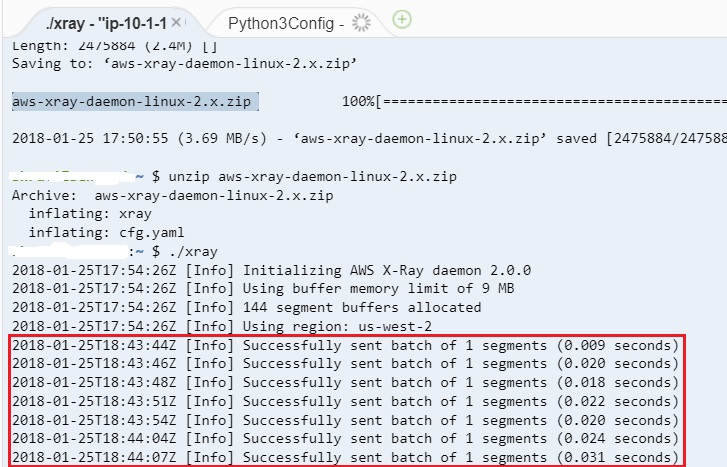 ./xray - "ip-10-1-1 ×
Python3Config -
Length: 2475884 (2.4M) []
Saving to: ‘aws-xray-daemon-linux-2.x.zip’
aws-xray-daemon-linux-2.x.zip 100%[===========================================
2018-01-25 17:50:55 (3.69 MB/s) - ‘aws-xray-daemon-linux-2.x.zip’ saved [2475884/247588
~ $ unzip aws-xray-daemon-linux-2.x.zip
Archive:  aws-xray-daemon-linux-2.x.zip
inflating: xray
inflating: cfg.yaml
:~ $ ./xray
2018-01-25T17:54:26Z [Info] Initializing AWS X-Ray daemon 2.0.0
2018-01-25T17:54:26Z [Info] Using buffer memory limit of 9 MB
2018-01-25T17:54:26Z [Info] 144 segment buffers allocated
2018-01-25T17:54:26Z [Info] Using region: us-west-2
2018-01-25T18:43:44Z [Info] Successfully sent batch of 1 segments (0.009 seconds)
2018-01-25T18:43:46Z [Info] Successfully sent batch of 1 segments (0.020 seconds)
2018-01-25T18:43:48Z [Info] Successfully sent batch of 1 segments (0.018 seconds)
2018-01-25T18:43:51Z [Info] Successfully sent batch of 1 segments (0.022 seconds)
2018-01-25T18:43:54Z [Info] Successfully sent batch of 1 segments (0.020 seconds)
2018-01-25T18:44:04Z [Info] Successfully sent batch of 1 segments (0.024 seconds)
2018-01-25T18:44:07Z [Info] Successfully sent batch of 1 segments (0.031 seconds)